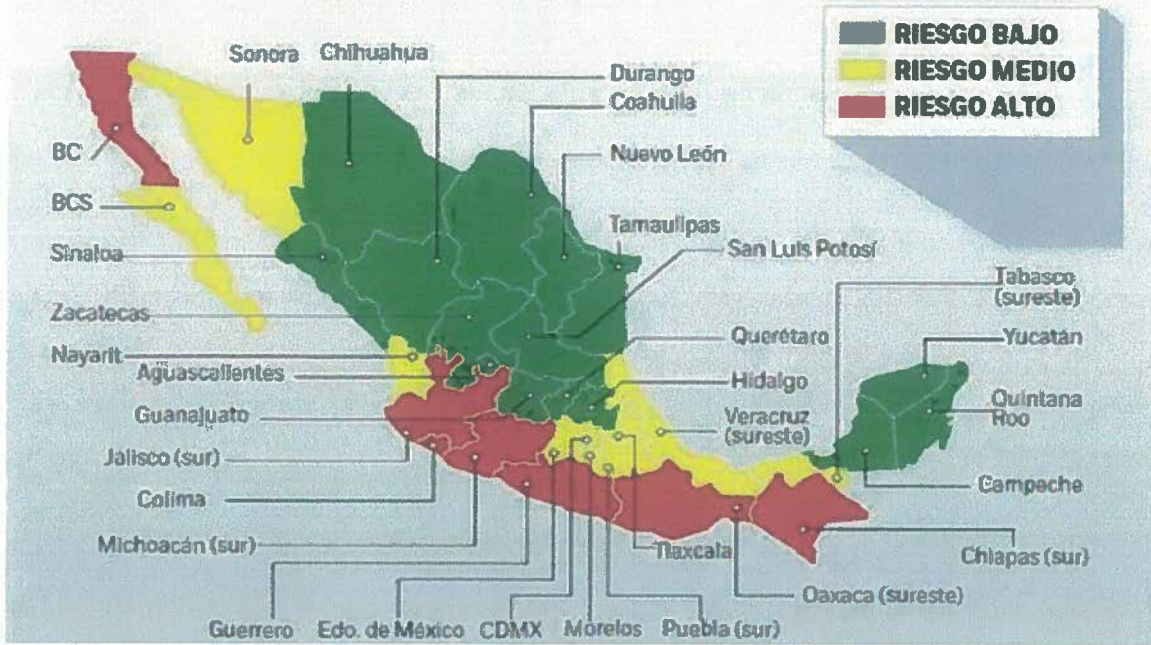 RIESGO BAJO
RIESGO MEDIO
RIESGO ALTO
Sonora
Chihuahua
Durango
Coahuila
BC
Nuevo León
BCS
Tamaulipas
Sinaloa
San Luis Potosí
Tabasco
(sureste)
Zacatecas
Querétaro
Yucatán
Nayarit
Aguascalientes
Hidalgo
Quintana
Roo
Guanajuato
Veracruz
(sureste)
Jalisco (sur)
Colima
Campeche
Michoacán (sur)
Tlaxcala
Chiapas (sur)
Oaxaca (sureste)
Guerrero
Edo. de México
CDMX
Morelos
Puebla (sur)